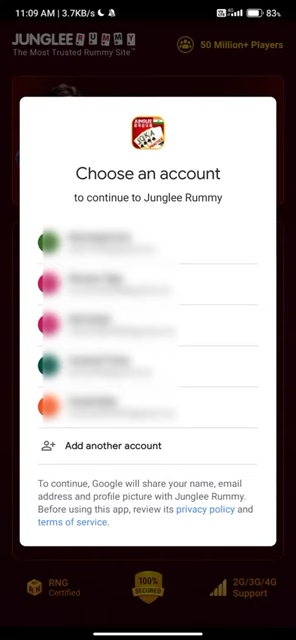 11:09 AM | 3.7KB/s
83%
JUNGLEE RUMMY
The Most Trusted Rummy Site
50 Million+ Players
JUNGLEE
Choose an account
to continue to Junglee Rummy
Add another account
To continue, Google will share your name, email
address and profile picture with Junglee Rummy.
Before using this app, review its privacy policy and
terms of service.
RNG
Certified
100%
SECURED
2G/3G/4G
Support